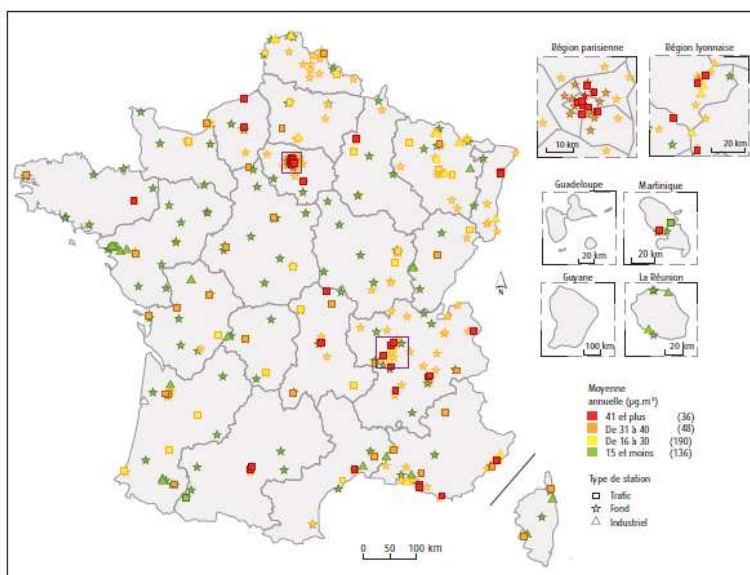 Région parisienne
Région lyonnaise
10 km
20 km
Guadeloupe
Martinique
20 km
20 km
Guyane
La Réunion
100 km
20 km
N
Moyenne
annuelle (µg.m³)
41 et plus (36)
De 31 à 40 (48)
De 16 à 30 (190)
15 et moins (136)
Type de station
Trafic
Fond
Industriel
0 50 100 km